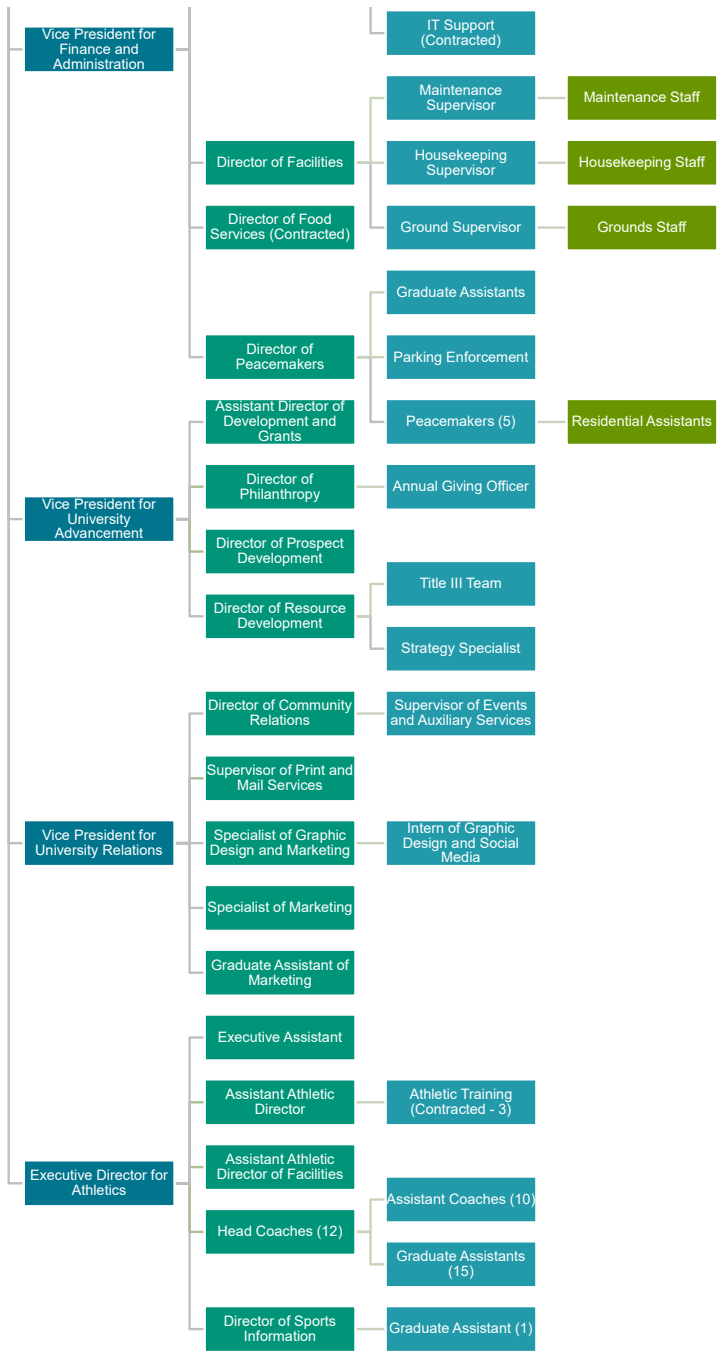 IT Support
(Contracted)
Vice President for
Finance and
Administration
Maintenance
Supervisor
Maintenance Staff
Director of Facilities
Housekeeping
Supervisor
Housekeeping Staff
Director of Food
Services (Contracted)
Ground Supervisor
Grounds Staff
Graduate Assistants
Director of
Peacemakers
Parking Enforcement
Assistant Director of
Development and
Grants
Peacemakers (5)
Residential Assistants
Director of
Philanthropy
Annual Giving Officer
Vice President for
University
Advancement
Director of Prospect
Development
Title III Team
Director of Resource
Development
Strategy Specialist
Director of Community
Relations
Supervisor of Events
and Auxiliary Services
Supervisor of Print and
Mail Services
Vice President for
University Relations
Specialist of Graphic
Design and Marketing
Intern of Graphic
Design and Social
Media
Specialist of Marketing
Graduate Assistant of
Marketing
Executive Assistant
Assistant Athletic
Director
Athletic Training
(Contracted - 3)
Executive Director for
Athletics
Assistant Athletic
Director of Facilities
Assistant Coaches (10)
Head Coaches (12)
Graduate Assistants
(15)
Director of Sports
Information
Graduate Assistant (1)